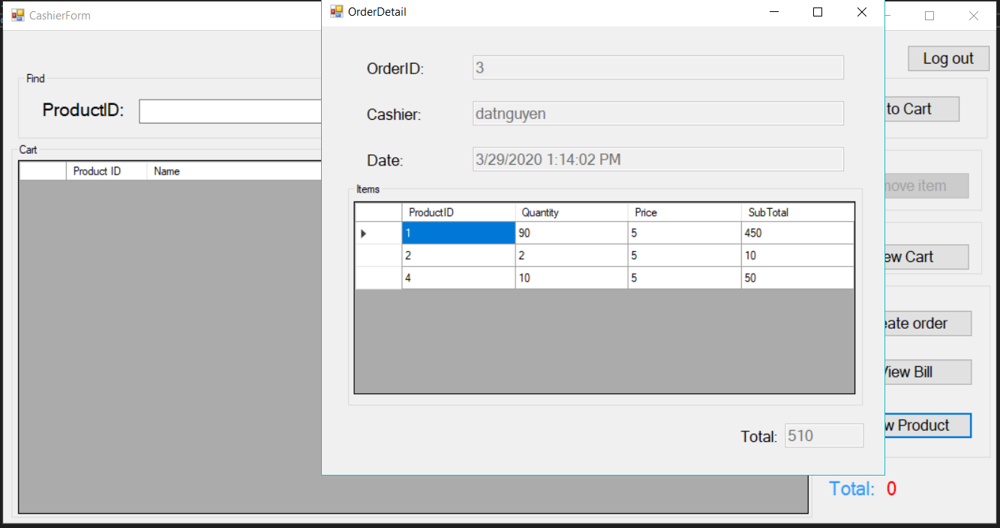 CashierForm
OrderDetail
Log out
Find
ProductID:
to Cart
OrderID: 3
Cashier: datnguyen
Date: 3/29/2020 1:14:02 PM
Cart
Product ID Name
Items
ProductID Quantity Price SubTotal
1 90 5 450
2 2 5 10
4 10 5 50
Total: 510
move item
ew Cart
eate order
View Bill
w Product
Total: 0